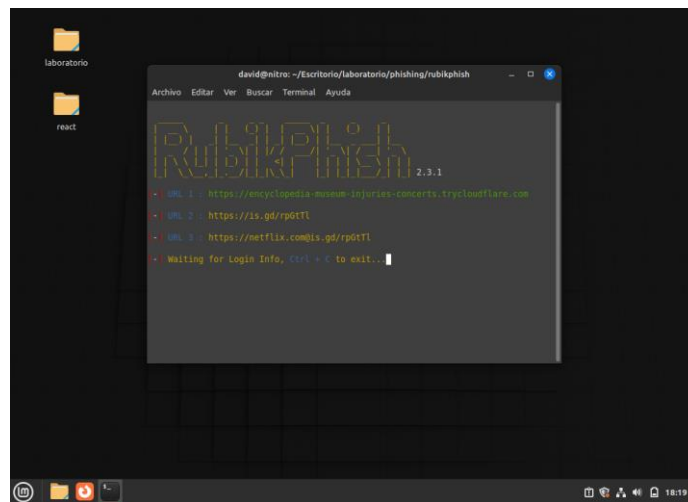 laboratorio
react
david@nitro: ~/Escritorio/laboratorio/phishing/rubikphish
Archivo Editar Ver Buscar Terminal Ayuda
RubikPhish 2.3.1
[-] URL 1 : https://encyclopedia-museum-injuries-concerts.trycloudflare.com
[-] URL 2 : https://is.gd/rpGtTl
[-] URL 3 : https://netflix.com@is.gd/rpGtTl
[-] Waiting for Login Info, Ctrl + C to exit...
18:19